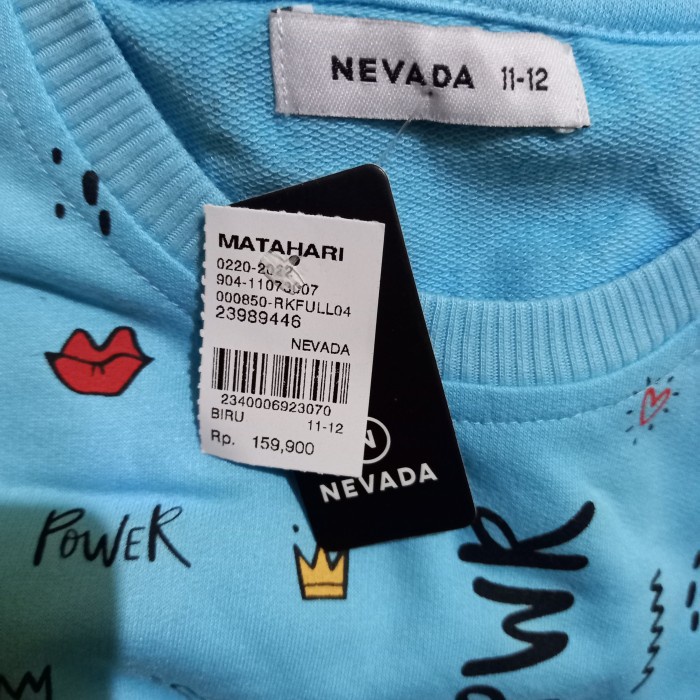 NEVADA 11-12
MATAHARI
0220-2022
904-11073007
000850-RKFULL04
23989446
NEVADA
2340006923070
BIRU 11-12
Rp. 159,900
N
NEVADA
POWER
PWR